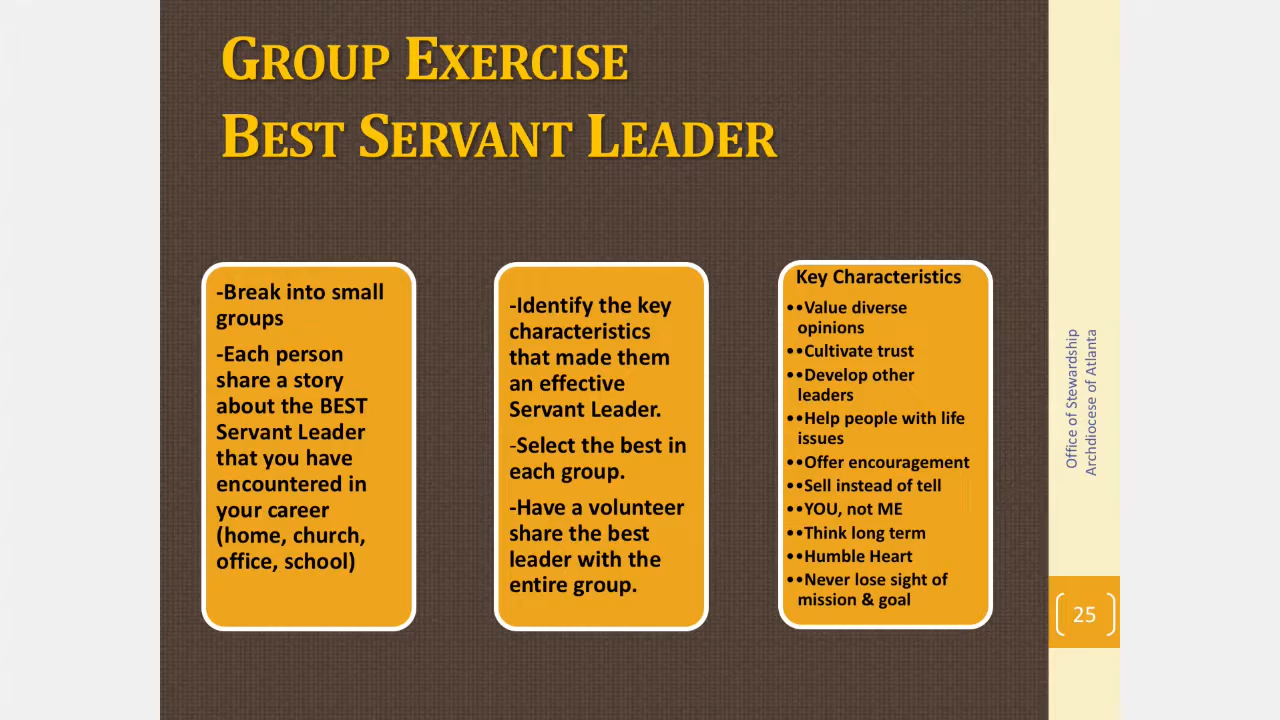 GROUP EXERCISE
BEST SERVANT LEADER
-Break into small
groups
-Each person
share a story
about the BEST
Servant Leader
that you have
encountered in
your career
(home, church,
office, school)
-Identify the key
characteristics
that made them
an effective
Servant Leader.
-Select the best in
each group.
-Have a volunteer
share the best
leader with the
entire group.
Key Characteristics
••Value diverse
opinions
••Cultivate trust
••Develop other
leaders
••Help people with life
issues
••Offer encouragement
••Sell instead of tell
••YOU, not ME
••Think long term
••Humble Heart
••Never lose sight of
mission & goal
Office of Stewardship
Archdiocese of Atlanta
25